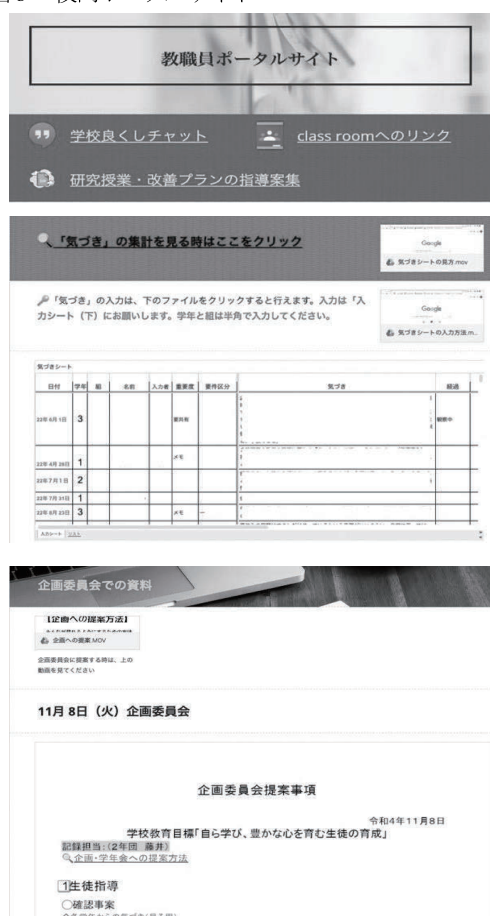 教職員ポータルサイト
学校良くしチャット
class roomへのリンク
研究授業・改善プランの指導案集
「気づき」の集計を見る時はここをクリック
Google
気づきシートの見方.mov
「気づき」の入力は、下のファイルをクリックすると行えます。入力は「入
力シート(下)にお願いします。学年と組は半角で入力してください。
Google
気づきシートの入力方法.m..
気づきシート
日付 学年 組 名前 入力者 重要度 要件区分 気づき 経過
22年 6月 1日 3 要共有 観察中
22年 4月 28日 1 メモ
22年 7月 1日 2
22年 7月 31日 1
22年 9月 23日 3 メモ
入力シート リスト
企画委員会での資料
【企画への提案方法】
企画への提案.MOV
企画委員会に提案する時は、上の
動画を見てください
11月 8日(火)企画委員会
企画委員会提案事項
令和4年11月8日
学校教育目標「自ら学び、豊かな心を育む生徒の育成」
記録担当:(2年団 藤井)
企画・学年会への提案方法
1生徒指導
○確認事案